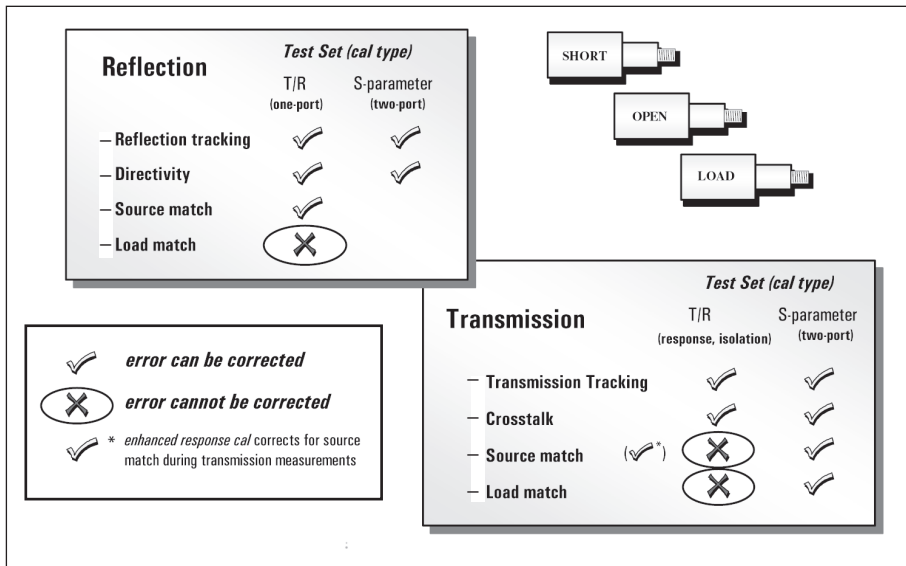 Reflection
Test Set (cal type)
T/R
(one-port)
S-parameter
(two-port)
– Reflection tracking
– Directivity
– Source match
– Load match
SHORT
OPEN
LOAD
error can be corrected
error cannot be corrected
* enhanced response cal corrects for source
match during transmission measurements
Transmission
Test Set (cal type)
T/R
(response, isolation)
S-parameter
(two-port)
– Transmission Tracking
– Crosstalk
– Source match ( * )
– Load match